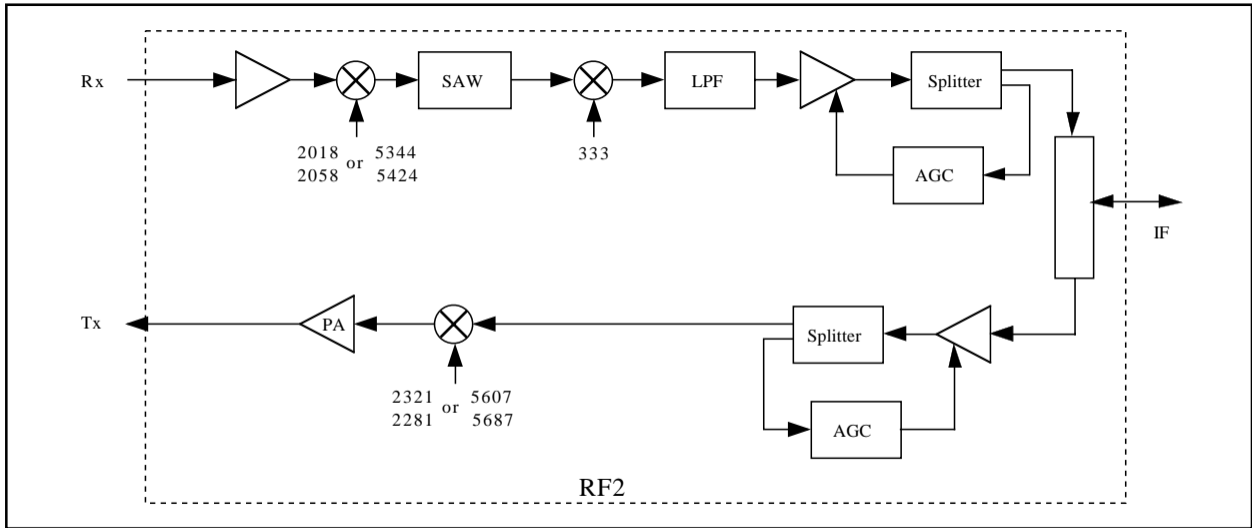 Rx
SAW
LPF
Splitter
2018 or 5344
2058 5424
333
AGC
IF
Tx
PA
Splitter
2321 or 5607
2281 5687
AGC
RF2